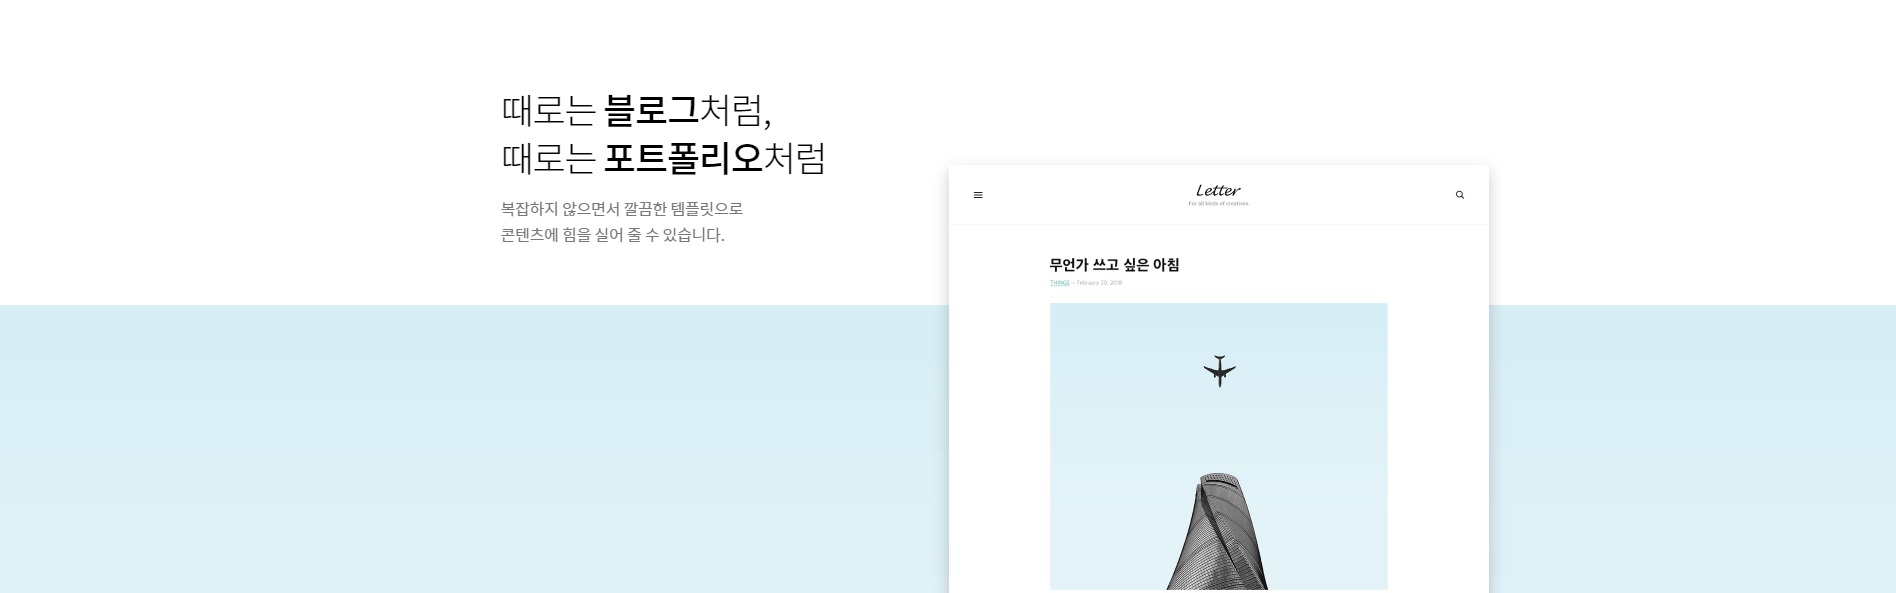 때로는 블로그처럼,
때로는 포트폴리오처럼
복잡하지 않으면서 깔끔한 템플릿으로
콘텐츠에 힘을 실어 줄 수 있습니다.
Letter
For all kinds of creatives.
무언가 쓰고 싶은 아침
THINGS · February 20, 2018